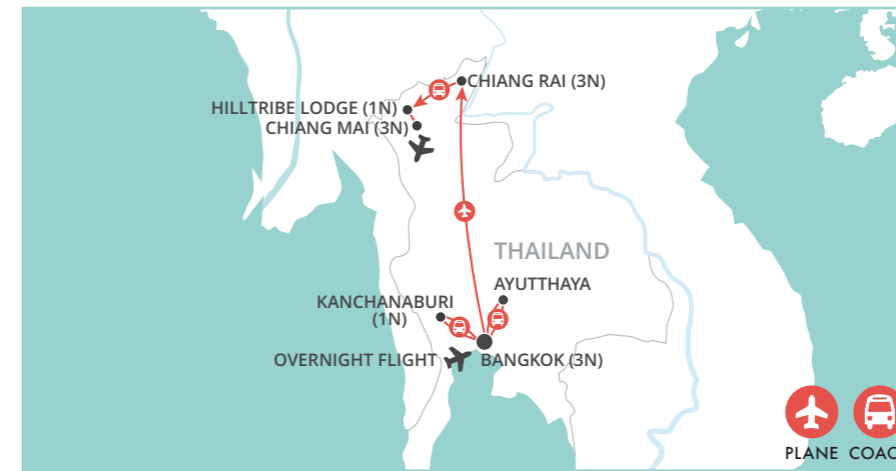 CHIANG RAI (3N)
HILLTRIBE LODGE (1N)
CHIANG MAI (3N)
THAILAND
AYUTTHAYA
KANCHANABURI
(1N)
OVERNIGHT FLIGHT
BANGKOK (3N)
PLANE